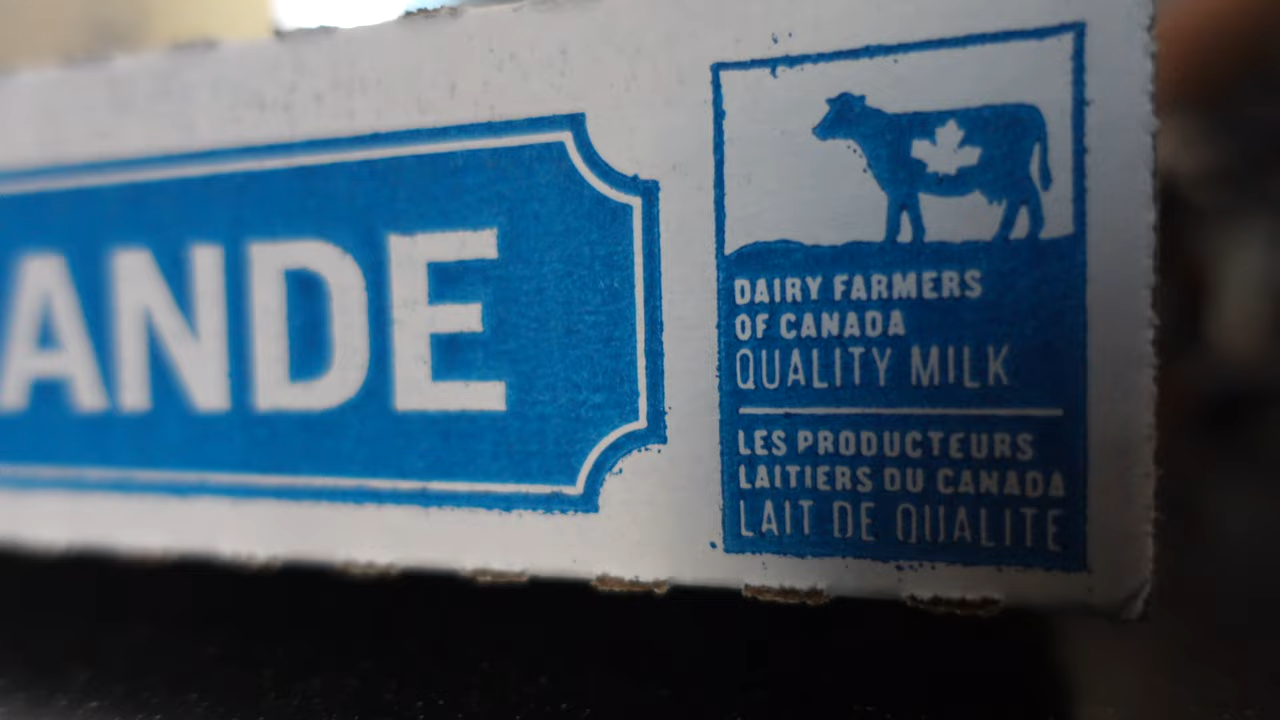 ANDE
DAIRY FARMERS
OF CANADA
QUALITY MILK
LES PRODUCTEURS
LAITIERS DU CANADA
LAIT DE QUALITE